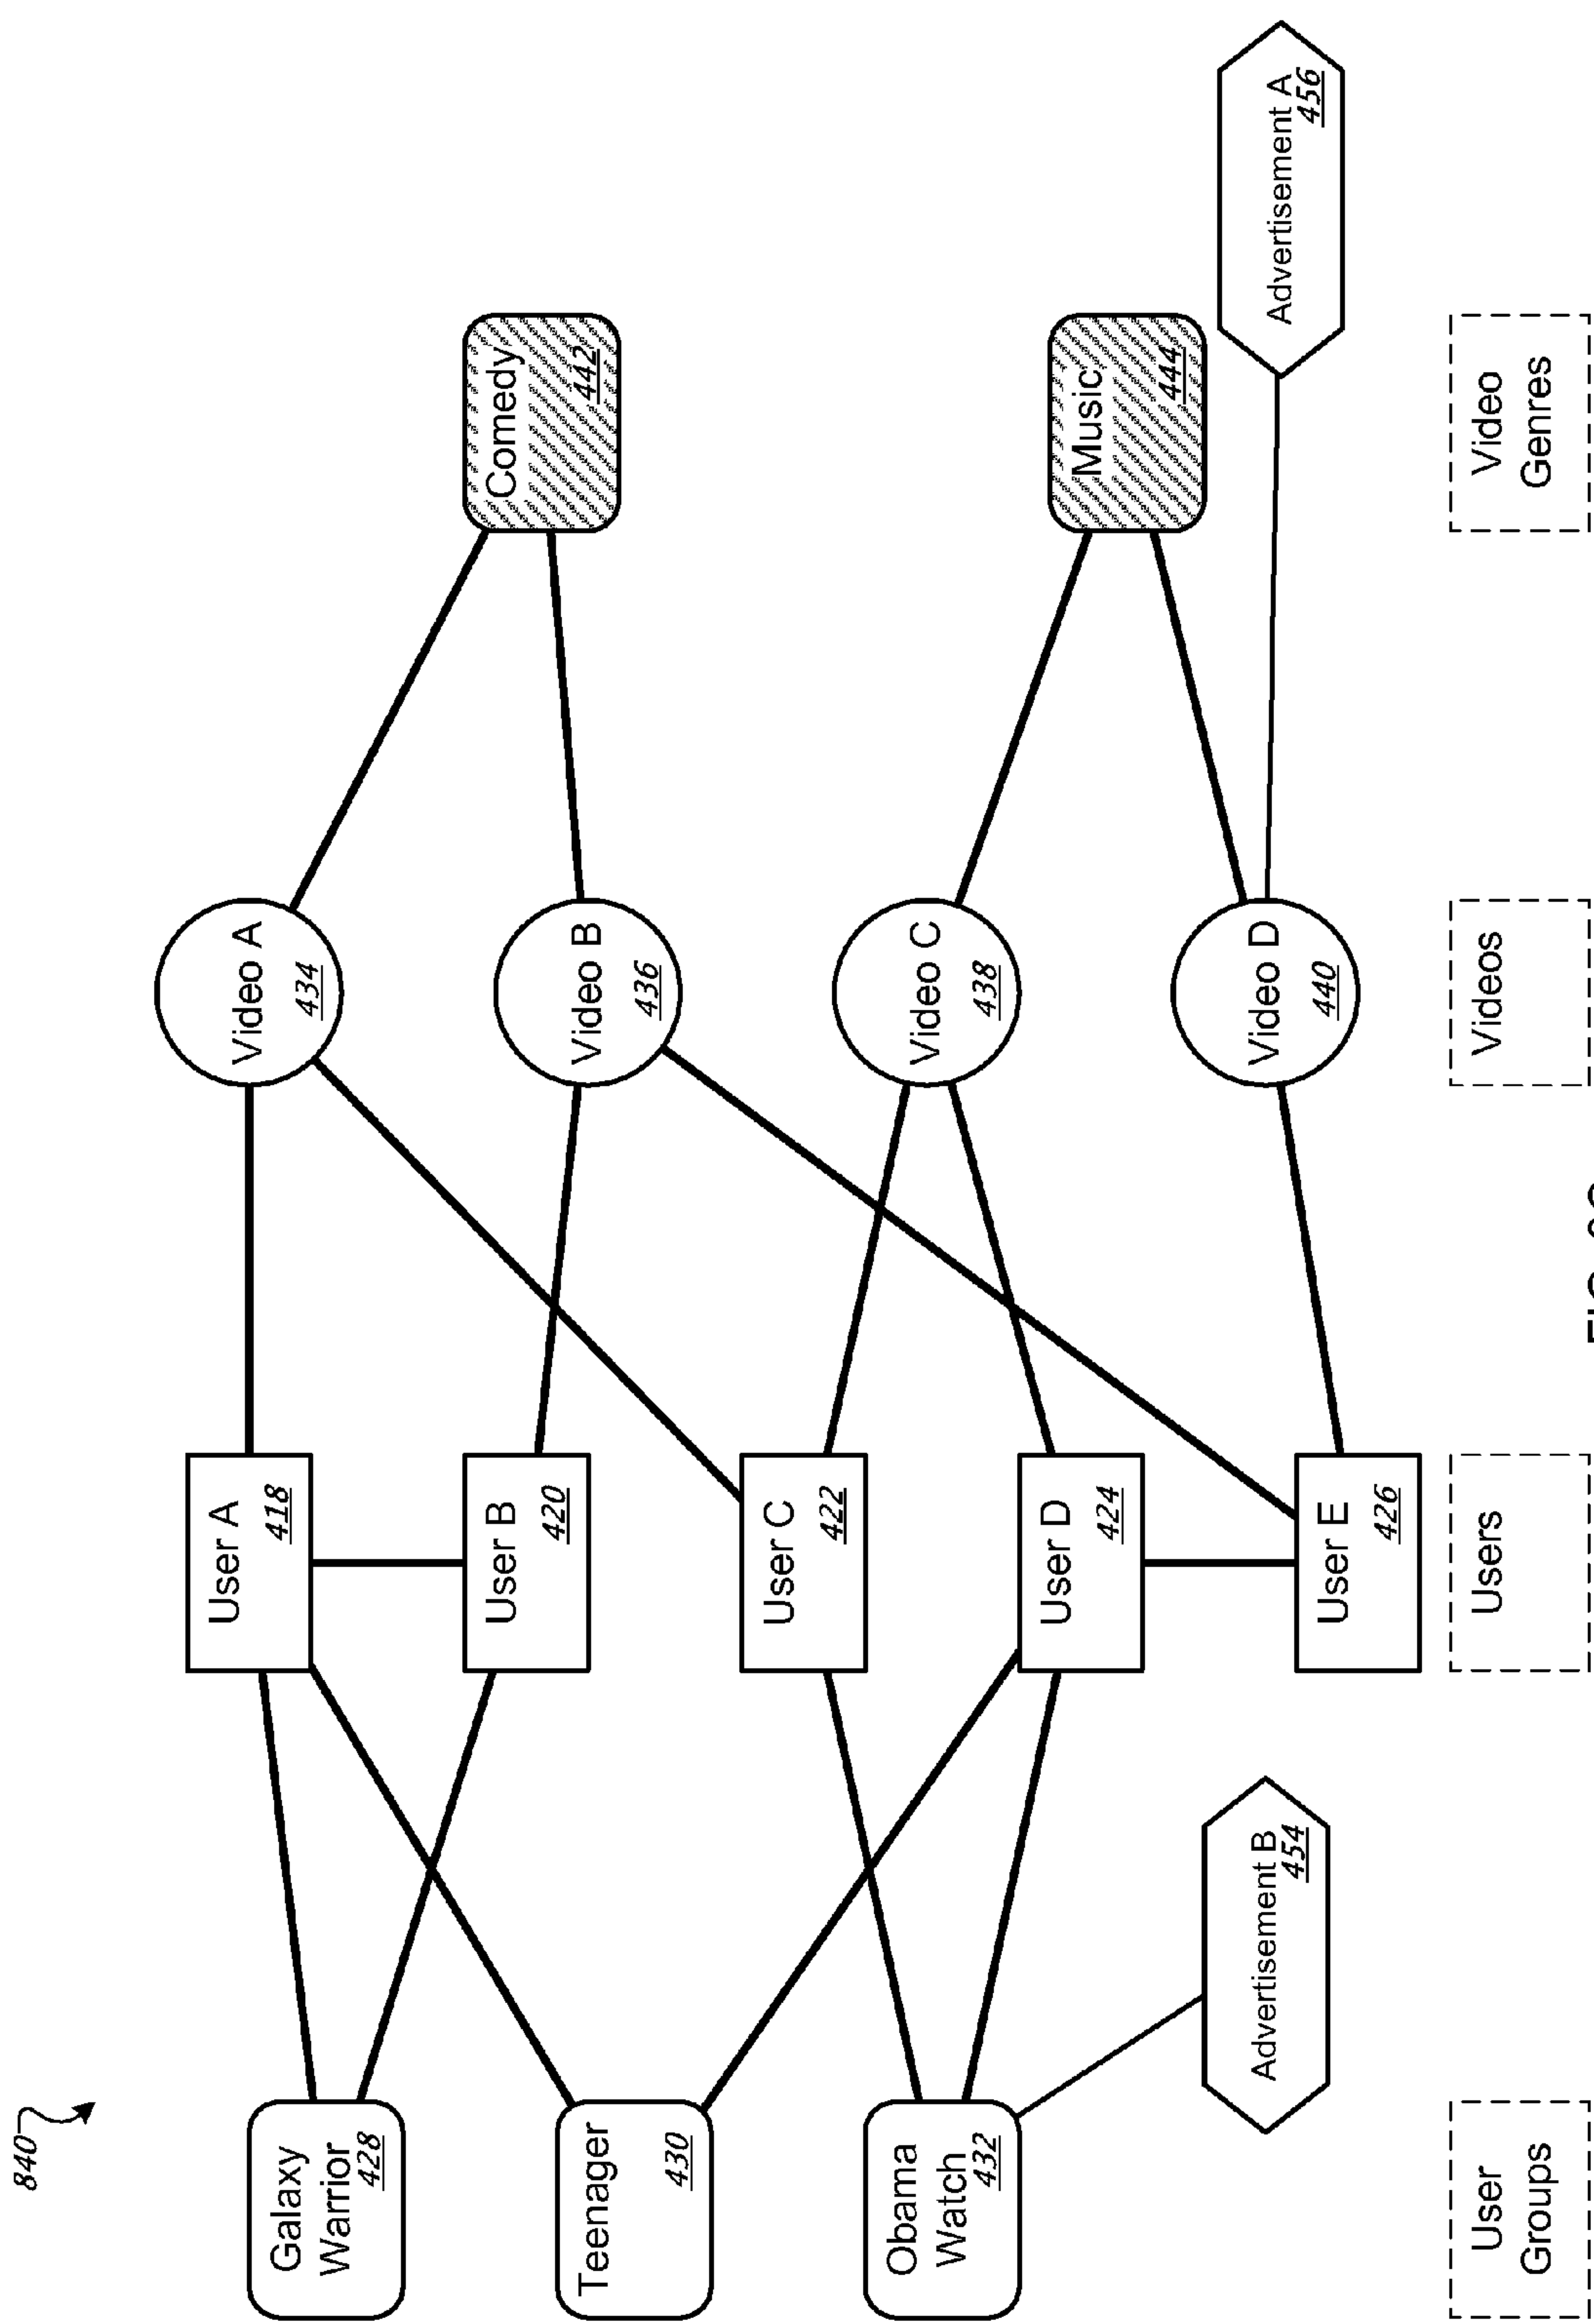 840
Galaxy
Warrior
428
Teenager
430
Obama
Watch
432
Advertisement B
454
User A
418
User B
420
User C
422
User D
424
User E
426
Video A
434
Video B
436
Video C
438
Video D
440
Comedy
442
Music
444
Advertisement A
456
User
Groups
Users
Videos
Video
Genres